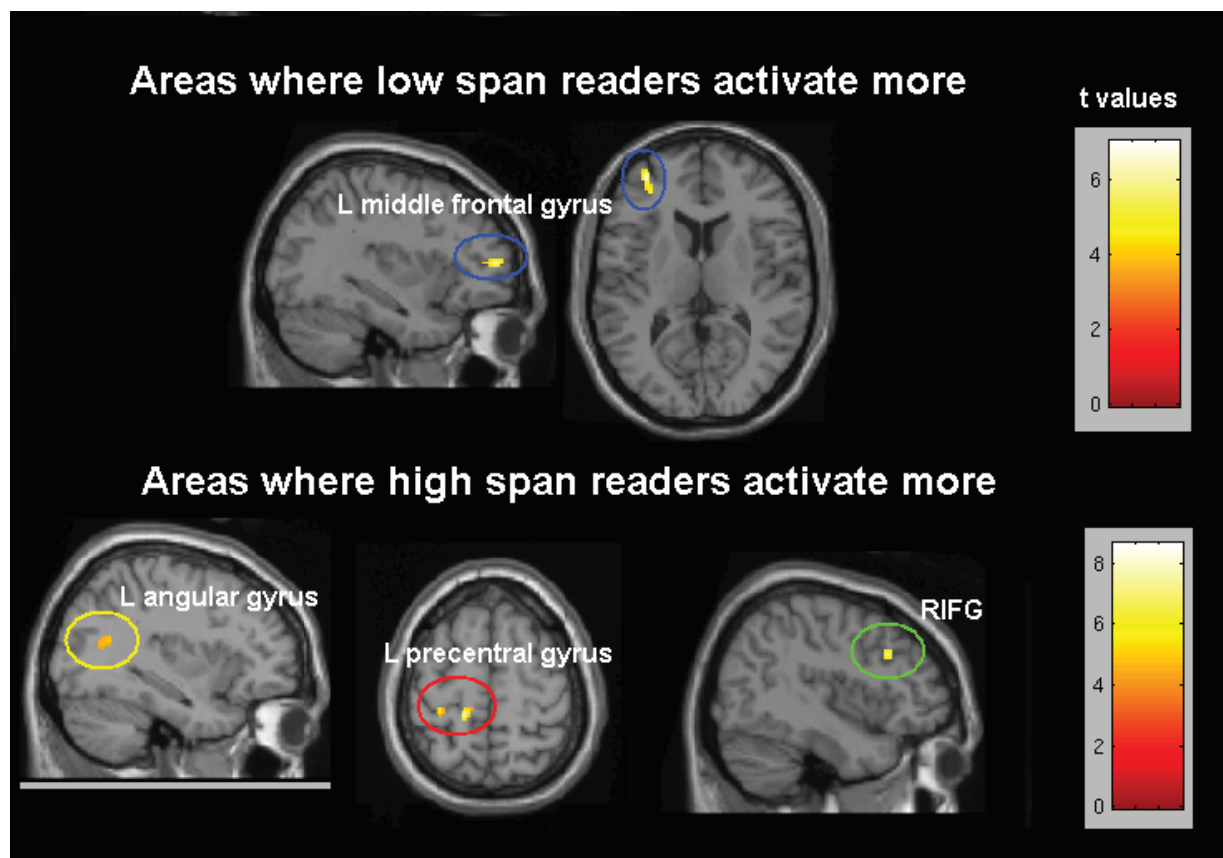 Areas where low span readers activate more
t values
L middle frontal gyrus
6
4
2
0
Areas where high span readers activate more
L angular gyrus
L precentral gyrus
RIFG
8
6
4
2
0